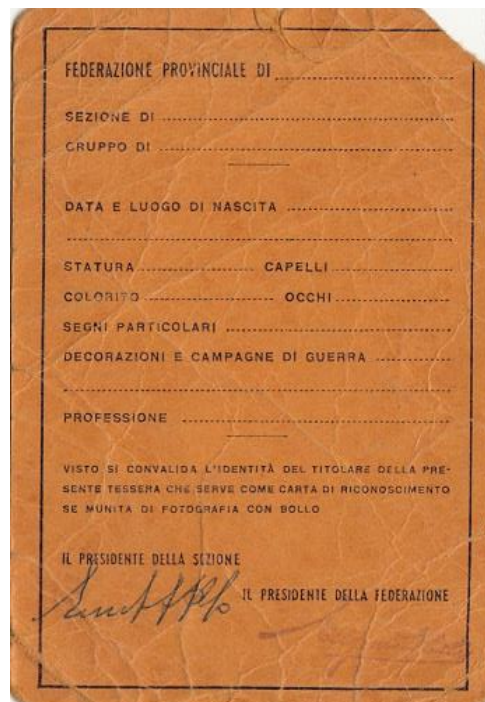 FEDERAZIONE PROVINCIALE DI
SEZIONE DI
GRUPPO DI
DATA E LUOGO DI NASCITA
STATURA CAPELLI
COLORITO OCCHI
SEGNI PARTICOLARI
DECORAZIONI E CAMPAGNE DI GUERRA
PROFESSIONE
VISTO SI CONVALIDA L'IDENTITÀ DEL TITOLARE DELLA PRE-
SENTE TESSERA CHE SERVE COME CARTA DI RICONOSCIMENTO
SE MUNITA DI FOTOGRAFIA CON BOLLO
IL PRESIDENTE DELLA SEZIONE
IL PRESIDENTE DELLA FEDERAZIONE